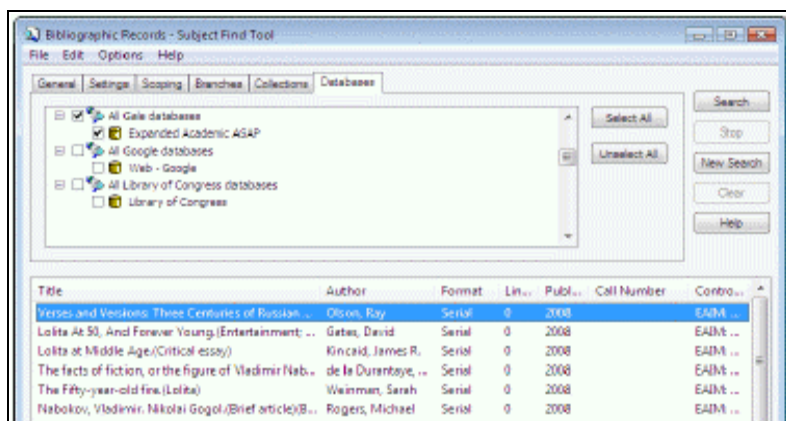 Bibliographic Records - Subject Find Tool
File Edit Options Help
General Settings Scoping Branches Collections Databases
All Gale databases
Expanded Academic ASAP
All Google databases
Web - Google
All Library of Congress databases
Library of Congress
Select All
Unselect All
Search
Stop
New Search
Clear
Help
Title Author Format Lin... Publ... Call Number Contro...
Verses and Versions: Three Centuries of Russian ... Olson, Ray Serial 0 2008 EAIM: ...
Lolita At 50, And Forever Young.(Entertainment; ... Gates, David Serial 0 2008 EAIM: ...
Lolita at Middle Age.(Critical essay) Kincaid, James R. Serial 0 2008 EAIM: ...
The facts of fiction, or the figure of Vladimir Nab... de la Durantaye, ... Serial 0 2008 EAIM: ...
The Fifty-year-old fire.(Lolita) Weinman, Sarah Serial 0 2008 EAIM: ...
Nabokov, Vladimir. Nikolai Gogol.(Brief article)(B... Rogers, Michael Serial 0 2008 EAIM: ...